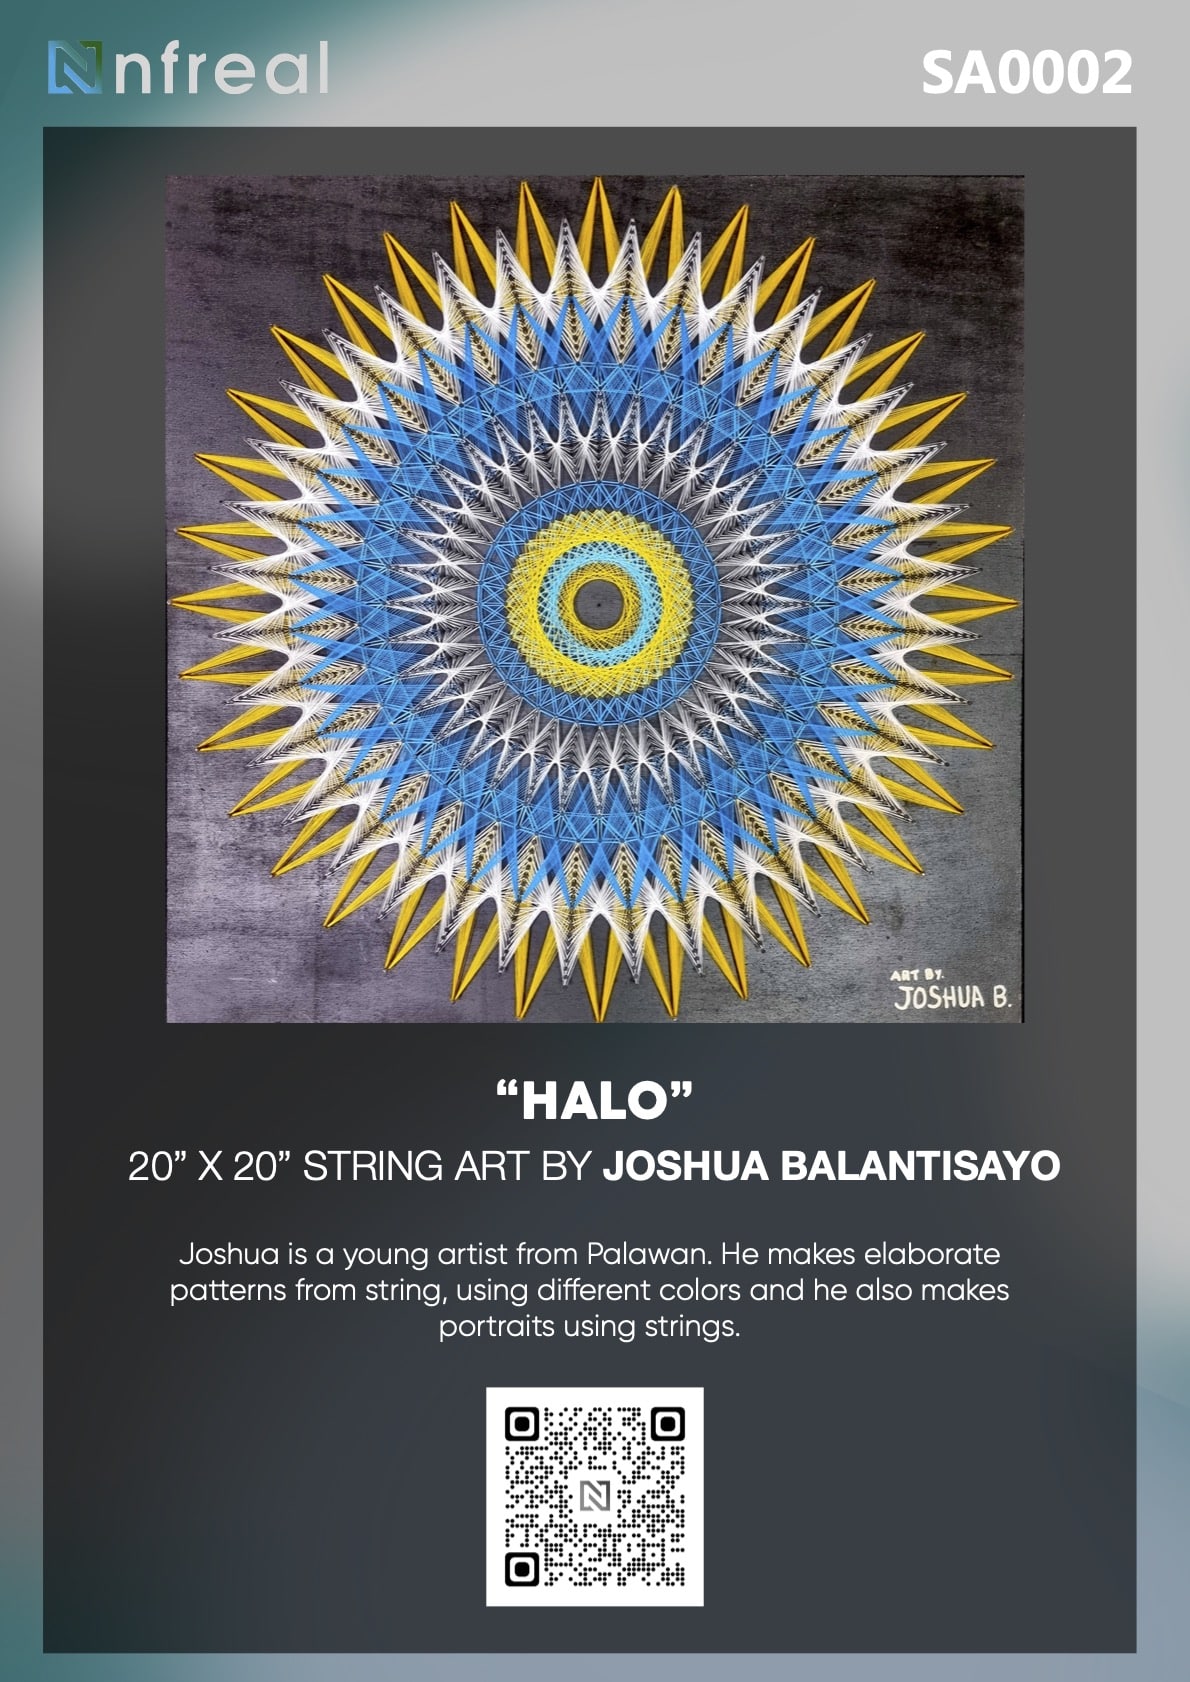 nfreal
SA0002
ART BY.
JOSHUA B.
“HALO”
20” X 20” STRING ART BY JOSHUA BALANTISAYO
Joshua is a young artist from Palawan. He makes elaborate
patterns from string, using different colors and he also makes
portraits using strings.